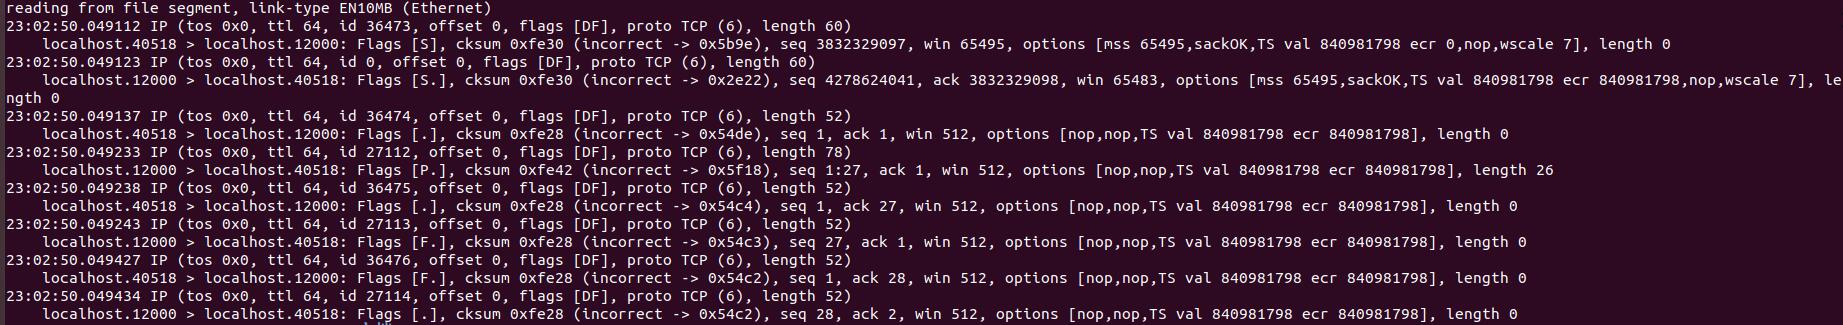 reading from file segment, link-type EN10MB (Ethernet)
23:02:50.049112 IP (tos 0x0, ttl 64, id 36473, offset 0, flags [DF], proto TCP (6), length 60)
    localhost.40518 > localhost.12000: Flags [S], cksum 0xfe30 (incorrect -> 0x5b9e), seq 3832329097, win 65495, options [mss 65495,sackOK,TS val 840981798 ecr 0,nop,wscale 7], length 0
23:02:50.049123 IP (tos 0x0, ttl 64, id 0, offset 0, flags [DF], proto TCP (6), length 60)
    localhost.12000 > localhost.40518: Flags [S.], cksum 0xfe30 (incorrect -> 0x2e22), seq 4278624041, ack 3832329098, win 65483, options [mss 65495,sackOK,TS val 840981798 ecr 840981798,nop,wscale 7], le
ngth 0
23:02:50.049137 IP (tos 0x0, ttl 64, id 36474, offset 0, flags [DF], proto TCP (6), length 52)
    localhost.40518 > localhost.12000: Flags [.], cksum 0xfe28 (incorrect -> 0x54de), seq 1, ack 1, win 512, options [nop,nop,TS val 840981798 ecr 840981798], length 0
23:02:50.049233 IP (tos 0x0, ttl 64, id 27112, offset 0, flags [DF], proto TCP (6), length 78)
    localhost.12000 > localhost.40518: Flags [P.], cksum 0xfe42 (incorrect -> 0x5f18), seq 1:27, ack 1, win 512, options [nop,nop,TS val 840981798 ecr 840981798], length 26
23:02:50.049238 IP (tos 0x0, ttl 64, id 36475, offset 0, flags [DF], proto TCP (6), length 52)
    localhost.40518 > localhost.12000: Flags [.], cksum 0xfe28 (incorrect -> 0x54c4), seq 1, ack 27, win 512, options [nop,nop,TS val 840981798 ecr 840981798], length 0
23:02:50.049243 IP (tos 0x0, ttl 64, id 27113, offset 0, flags [DF], proto TCP (6), length 52)
    localhost.12000 > localhost.40518: Flags [F.], cksum 0xfe28 (incorrect -> 0x54c3), seq 27, ack 1, win 512, options [nop,nop,TS val 840981798 ecr 840981798], length 0
23:02:50.049427 IP (tos 0x0, ttl 64, id 36476, offset 0, flags [DF], proto TCP (6), length 52)
    localhost.40518 > localhost.12000: Flags [F.], cksum 0xfe28 (incorrect -> 0x54c2), seq 1, ack 28, win 512, options [nop,nop,TS val 840981798 ecr 840981798], length 0
23:02:50.049434 IP (tos 0x0, ttl 64, id 27114, offset 0, flags [DF], proto TCP (6), length 52)
    localhost.12000 > localhost.40518: Flags [.], cksum 0xfe28 (incorrect -> 0x54c2), seq 28, ack 2, win 512, options [nop,nop,TS val 840981798 ecr 840981798], length 0